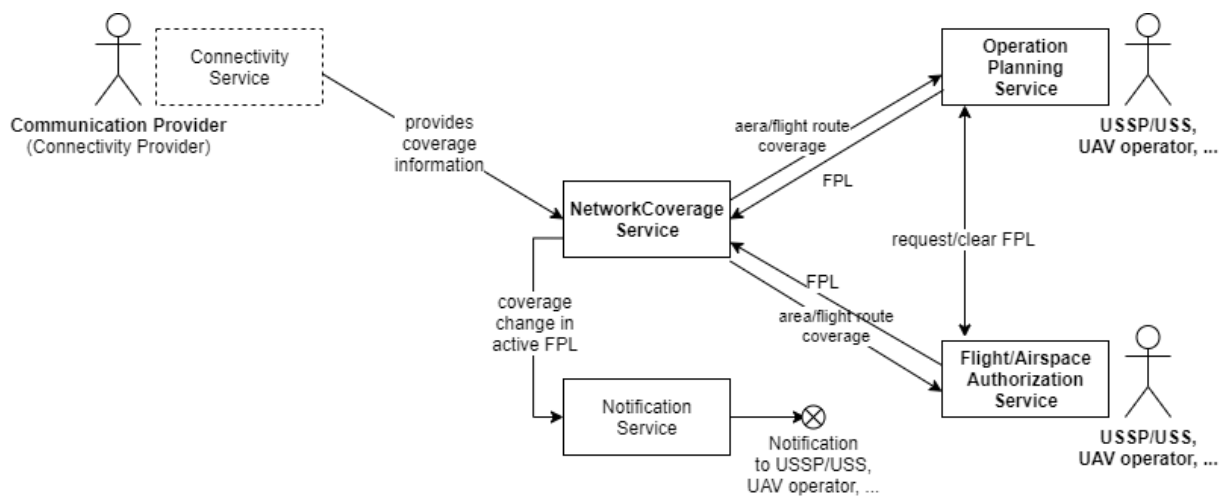 Connectivity
Service
Communication Provider
(Connectivity Provider)
provides
coverage
information
Operation
Planning
Service
USSP/USS,
UAV operator, ...
aera/flight route
coverage
FPL
NetworkCoverage
Service
request/clear FPL
FPL
area/flight route
coverage
coverage
change in
active FPL
Flight/Airspace
Authorization
Service
USSP/USS,
UAV operator, ...
Notification
Service
Notification
to USSP/USS,
UAV operator, ...